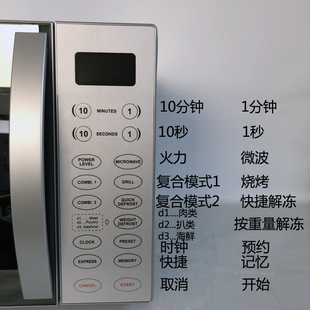 10 MINUTES 1
10 SECONDS 1
POWER LEVEL MICROWAVE
COMBI. 1 GRILL
COMBI. 2 QUICK DEFROST
d1... Meat
d2... Poultry
d3... Seafood
WEIGHT DEFROST
CLOCK PRESET
EXPRESS MEMORY
CANCEL START
10分钟 1分钟
10秒 1秒
火力 微波
复合模式1 烧烤
复合模式2 快捷解冻
d1....肉类
d2...扒类 按重量解冻
d3...海鲜
时钟 预约
快捷 记忆
取消 开始